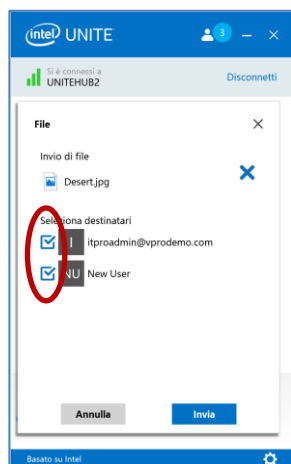 intel UNITE 3
Si è connessi a
UNITEHUB2
Disconnetti
File
Invio di file
Desert.jpg
Seleziona destinatari
I itproadmin@vprodemo.com
NU New User
Annulla Invia
Basato su Intel